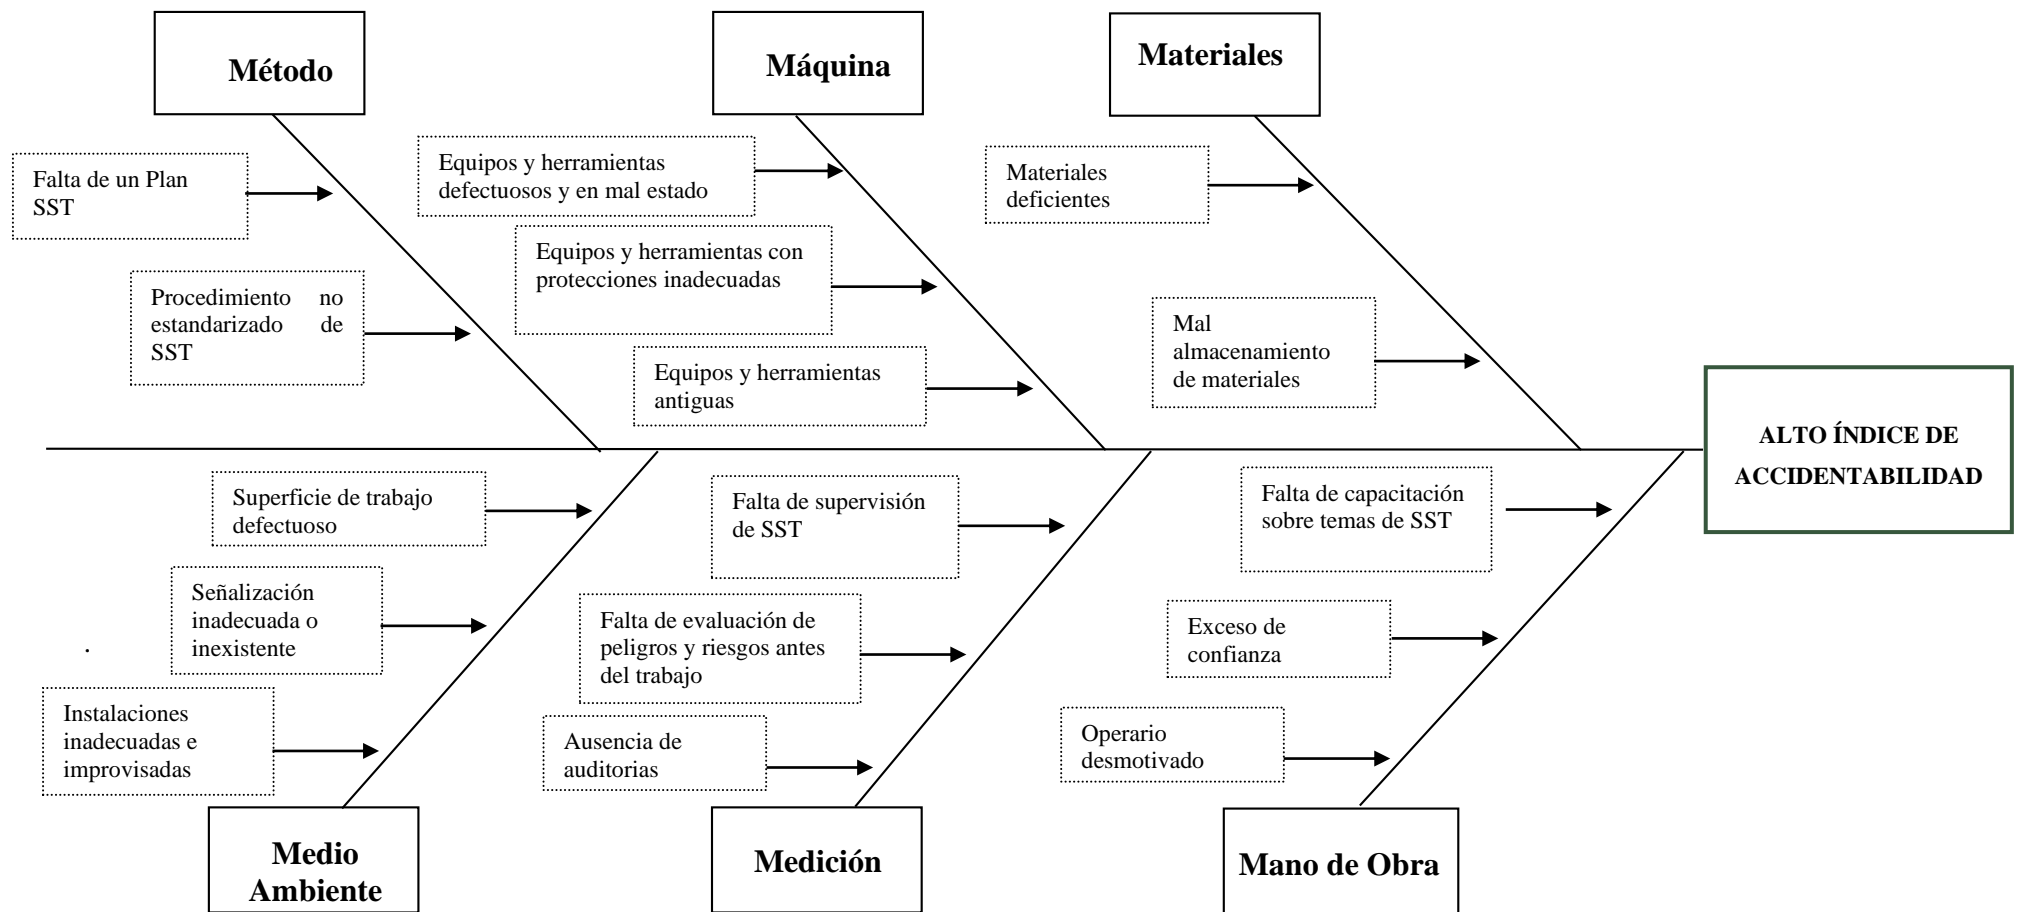 Método
Máquina
Materiales
Falta de un Plan
SST
Procedimiento no
estandarizado de
SST
Equipos y herramientas
defectuosos y en mal estado
Equipos y herramientas con
protecciones inadecuadas
Equipos y herramientas
antiguas
Materiales
deficientes
Mal
almacenamiento
de materiales
ALTO ÍNDICE DE
ACCIDENTABILIDAD
Superficie de trabajo
defectuoso
Señalización
inadecuada o
inexistente
.
Instalaciones
inadecuadas e
improvisadas
Falta de supervisión
de SST
Falta de evaluación de
peligros y riesgos antes
del trabajo
Ausencia de
auditorias
Falta de capacitación
sobre temas de SST
Exceso de
confianza
Operario
desmotivado
Medio
Ambiente
Medición
Mano de Obra